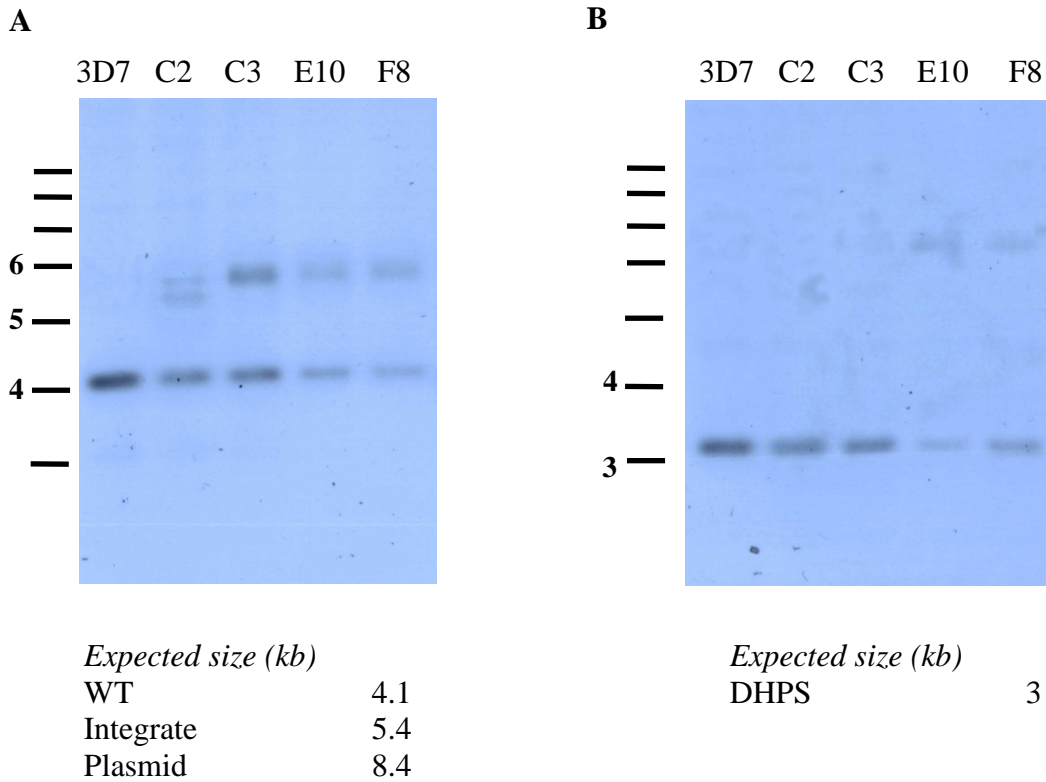 A
3D7 C2 C3 E10 F8
6
5
4
Expected size (kb)
WT 4.1
Integrate 5.4
Plasmid 8.4
B
3D7 C2 C3 E10 F8
4
3
Expected size (kb)
DHPS 3